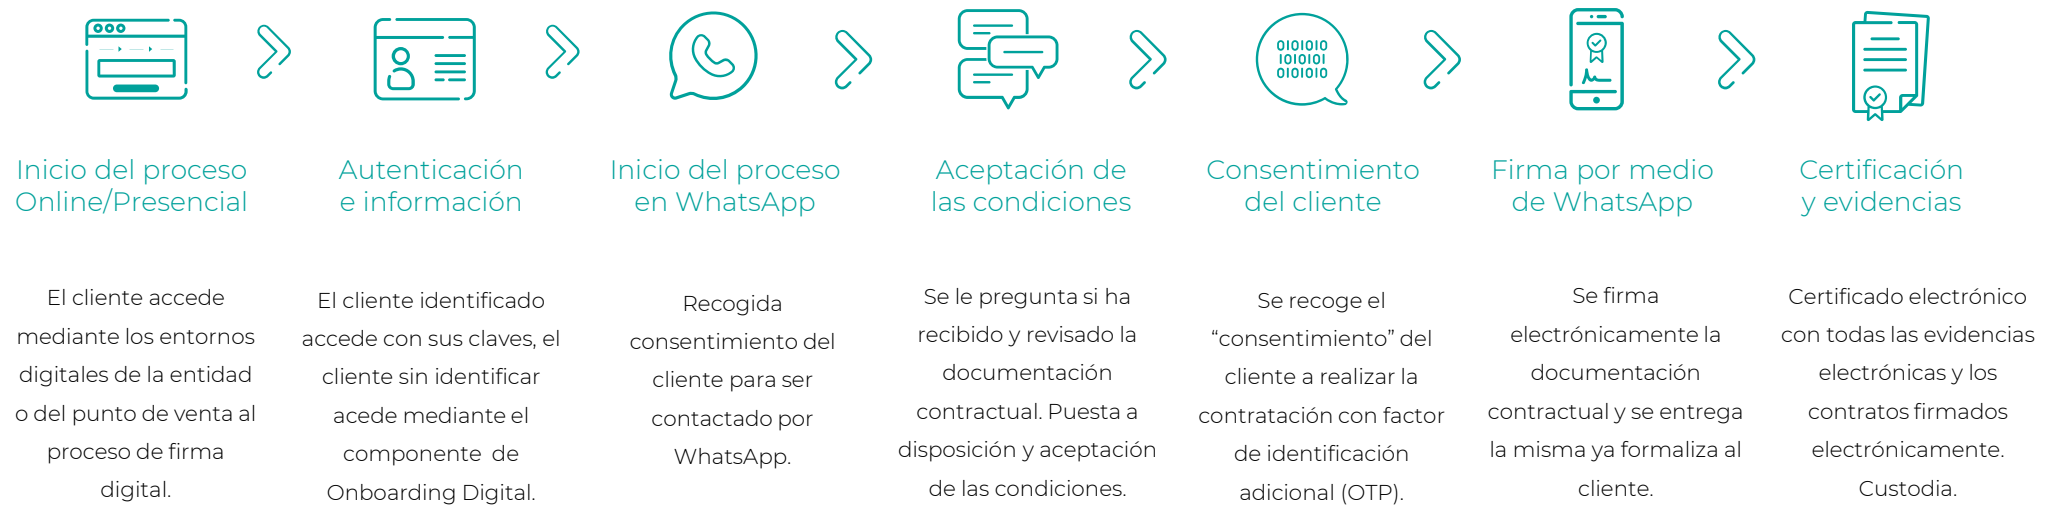 0101010
1010101
0101010
Inicio del proceso
Online/Presencial
El cliente accede
mediante los entornos
digitales de la entidad
o del punto de venta al
proceso de firma
digital.
Autenticación
e información
El cliente identificado
accede con sus claves, el
cliente sin identificar
acede mediante el
componente de
Onboarding Digital.
Inicio del proceso
en WhatsApp
Recogida
consentimiento del
cliente para ser
contactado por
WhatsApp.
Aceptación de
las condiciones
Se le pregunta si ha
recibido y revisado la
documentación
contractual. Puesta a
disposición y aceptación
de las condiciones.
Consentimiento
del cliente
Se recoge el
“consentimiento” del
cliente a realizar la
contratación con factor
de identificación
adicional (OTP).
Firma por medio
de WhatsApp
Se firma
electrónicamente la
documentación
contractual y se entrega
la misma ya formaliza al
cliente.
Certificación
y evidencias
Certificado electrónico
con todas las evidencias
electrónicas y los
contratos firmados
electrónicamente.
Custodia.